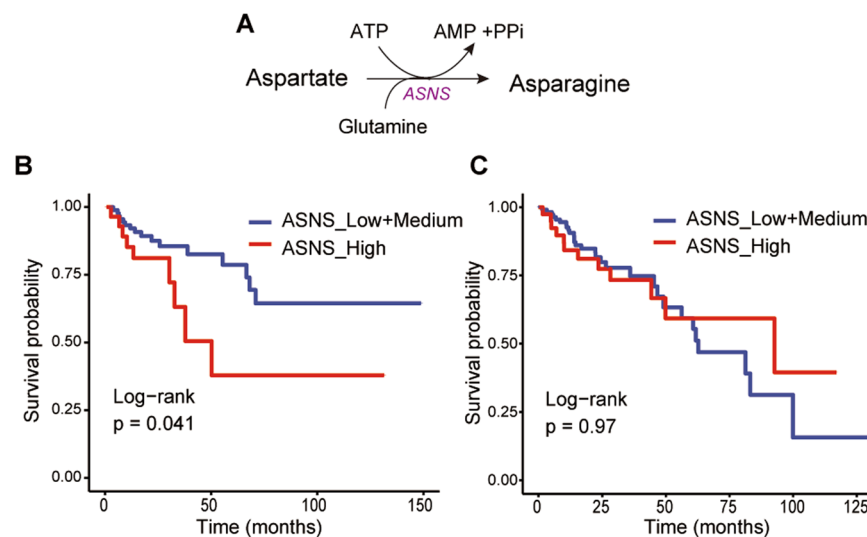 A
ATP AMP +PPi
Aspartate ASNS Asparagine
Glutamine
B
Survival probability
1.00
0.75
0.50
0.25
0.00
ASNS_Low+Medium
ASNS_High
Log-rank
p = 0.041
0 50 100 150
Time (months)
C
Survival probability
1.00
0.75
0.50
0.25
0.00
ASNS_Low+Medium
ASNS_High
Log-rank
p = 0.97
0 25 50 75 100 125
Time (months)